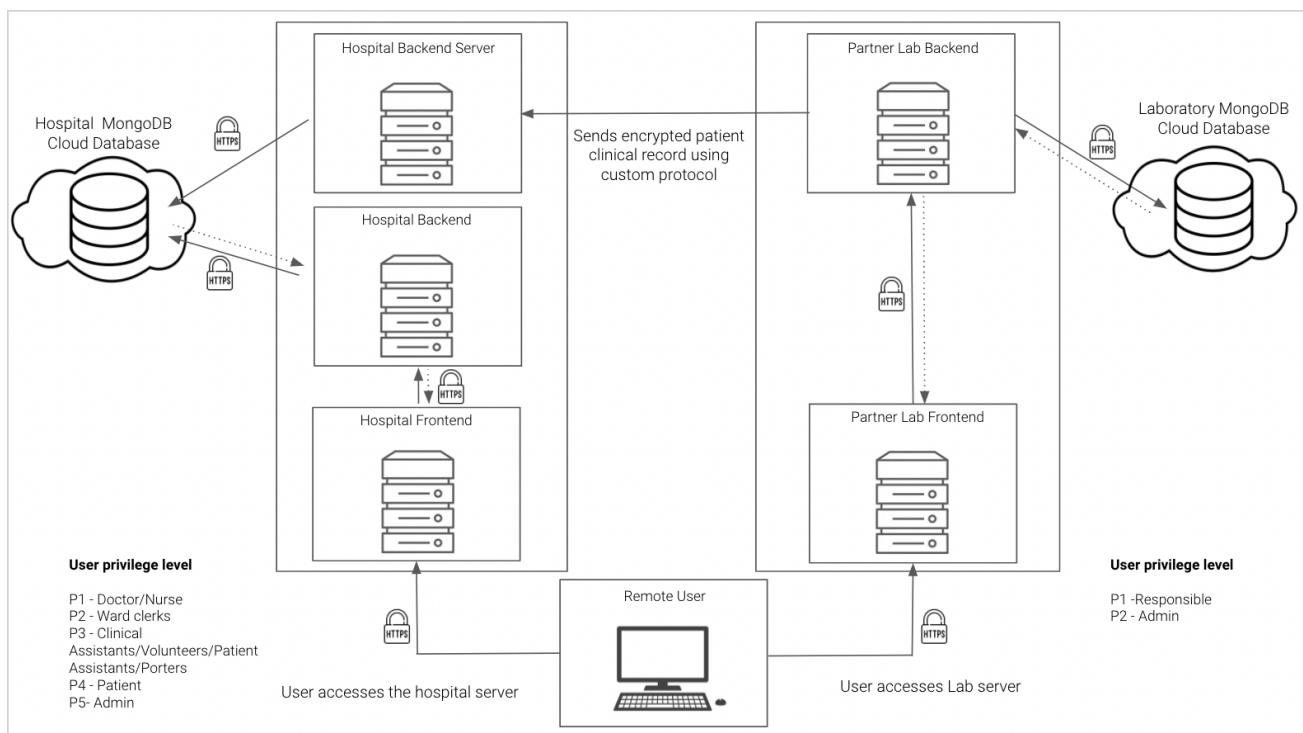 Hospital Backend Server
Partner Lab Backend
Hospital MongoDB
Cloud Database
HTTPS
Sends encrypted patient
clinical record using
custom protocol
HTTPS
Laboratory MongoDB
Cloud Database
Hospital Backend
HTTPS
HTTPS
HTTPS
Hospital Frontend
Partner Lab Frontend
User privilege level
P1 - Doctor/Nurse
P2 - Ward clerks
P3 - Clinical
Assistants/Volunteers/Patient
Assistants/Porters
P4 - Patient
P5- Admin
HTTPS
User accesses the hospital server
Remote User
HTTPS
User accesses Lab server
User privilege level
P1 -Responsible
P2 - Admin